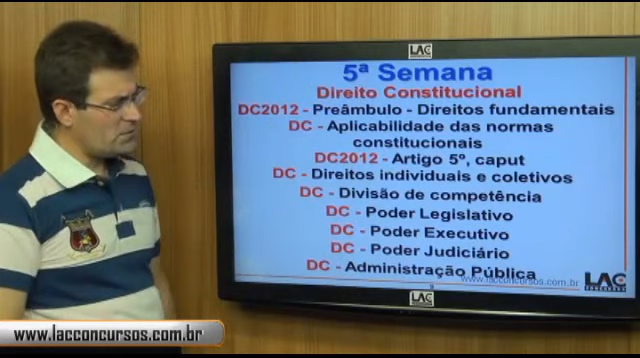 LAC
5ª Semana
Direito Constitucional
DC2012 - Preâmbulo - Direitos fundamentais
DC - Aplicabilidade das normas
constitucionais
DC2012 - Artigo 5º, caput
DC - Direitos individuais e coletivos
DC - Divisão de competência
DC - Poder Legislativo
DC - Poder Executivo
DC - Poder Judiciário
DC - Administração Pública
www.lacconcursos.com.br
LAC
LAC
www.lacconcursos.com.br